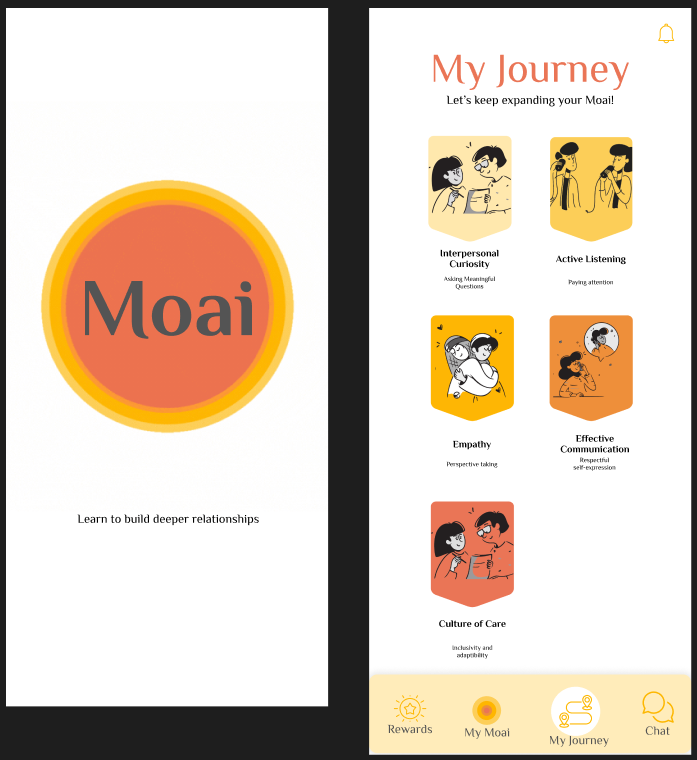 Moai
Learn to build deeper relationships
My Journey
Let's keep expanding your Moai!
Interpersonal
Curiosity
Asking Meaningful
Questions
Active Listening
Paying attention
Empathy
Perspective taking
Effective
Communication
Respectful
self-expression
Culture of Care
Inclusivity and
adaptibility
Rewards
My Moai
My Journey
Chat